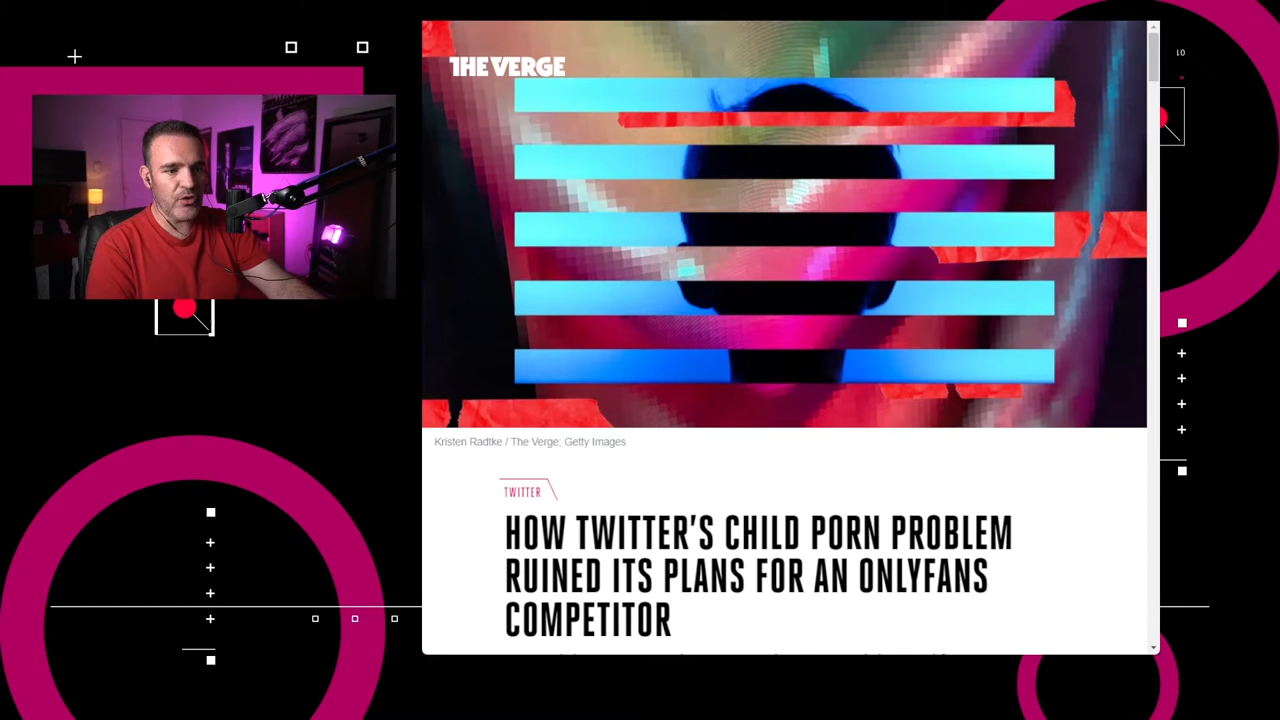 THE VERGE
01
Kristen Radtke / The Verge; Getty Images
TWITTER
HOW TWITTER'S CHILD PORN PROBLEM
RUINED ITS PLANS FOR AN ONLYFANS
COMPETITOR